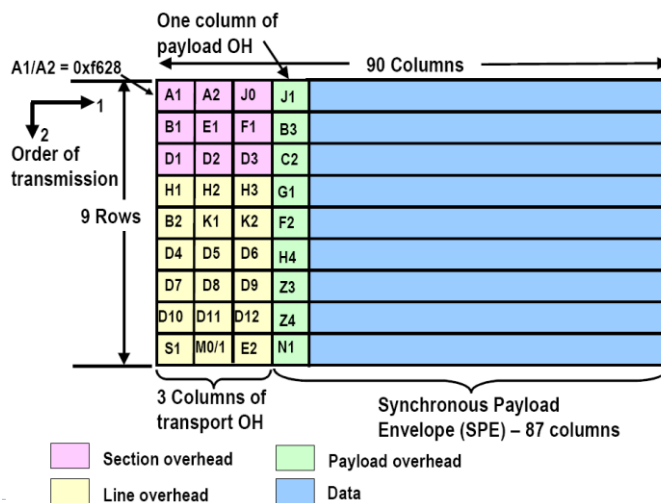 One column of
payload OH
A1/A2 = 0xf628
90 Columns
A1 A2 J0 J1
1
B1 E1 F1 B3
2
Order of
transmission
D1 D2 D3 C2
H1 H2 H3 G1
9 Rows
B2 K1 K2 F2
D4 D5 D6 H4
D7 D8 D9 Z3
D10 D11 D12 Z4
S1 M0/1 E2 N1
3 Columns of
transport OH
Synchronous Payload
Envelope (SPE) – 87 columns
Section overhead
Payload overhead
Line overhead
Data